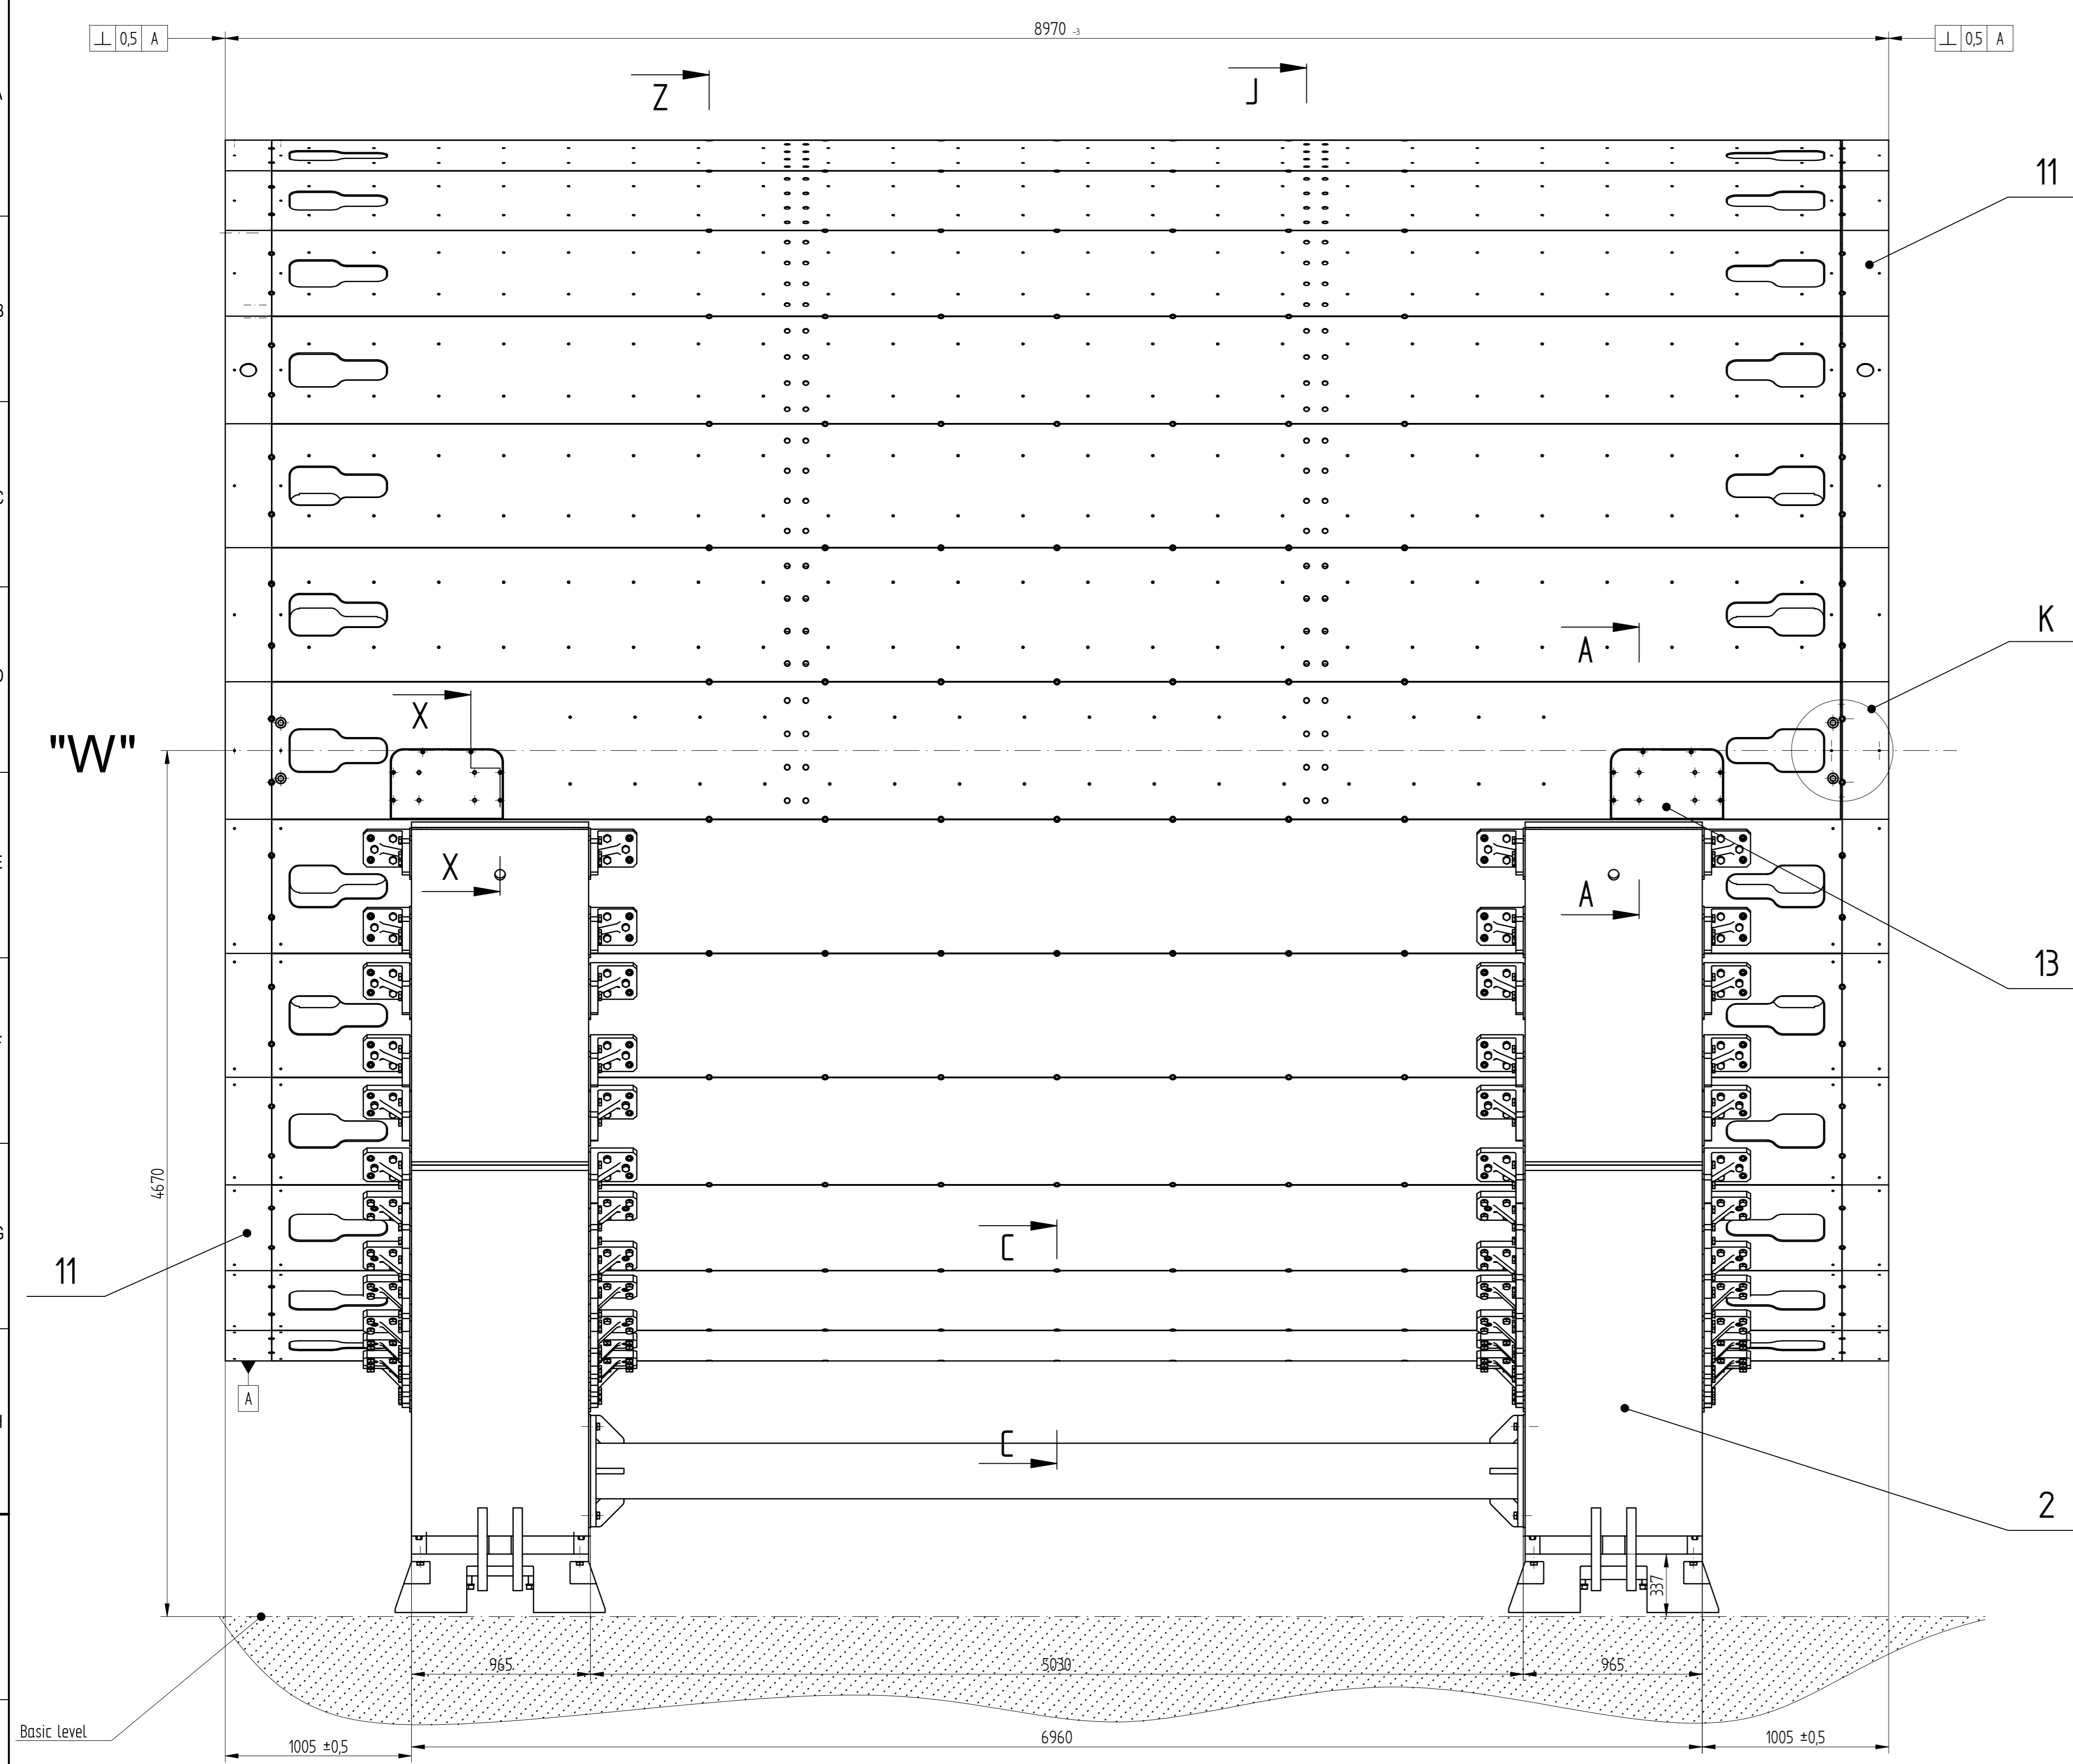 ⊥ 0,5 A
8970 -3
⊥ 0,5 A
Z
J
11
K
A
X
"W"
X
A
13
4670
C
11
A
C
2
337
965
5030
965
Basic level
6960
1005 ±0,5
1005 ±0,5